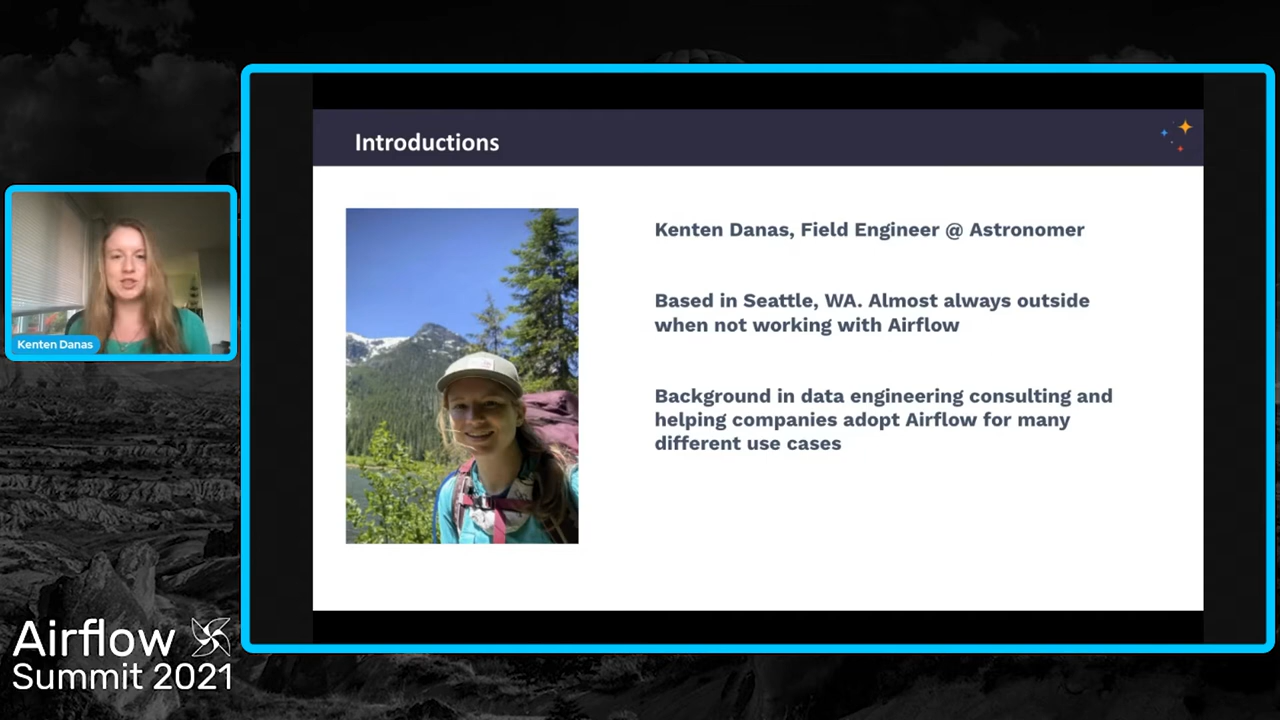 Introductions
Kenten Danas, Field Engineer @ Astronomer
Based in Seattle, WA. Almost always outside
when not working with Airflow
Background in data engineering consulting and
helping companies adopt Airflow for many
different use cases
Kenten Danas
Airflow
Summit 2021